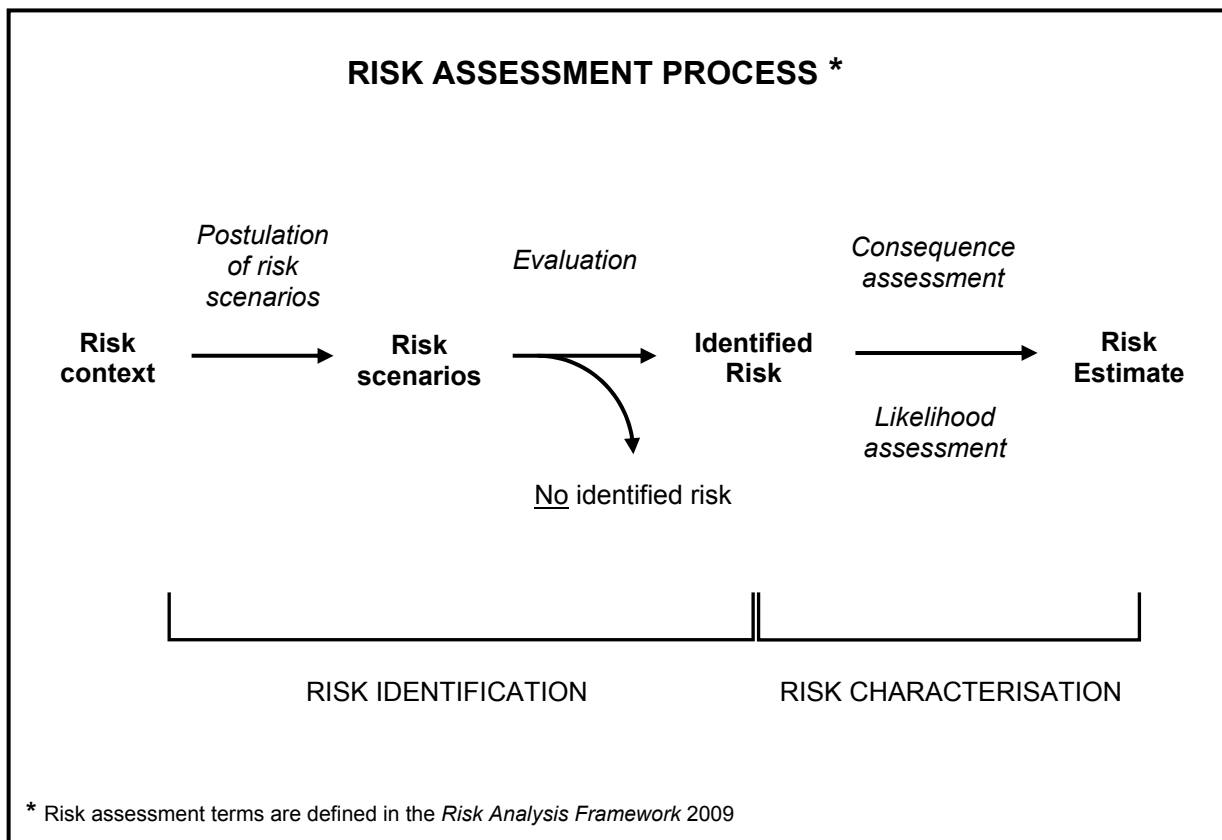 RISK ASSESSMENT PROCESS *
Postulation
of risk
scenarios
Evaluation
Consequence
assessment
Risk
context
Risk
scenarios
Identified
Risk
Risk
Estimate
Likelihood
assessment
No identified risk
RISK IDENTIFICATION
RISK CHARACTERISATION
* Risk assessment terms are defined in the Risk Analysis Framework 2009